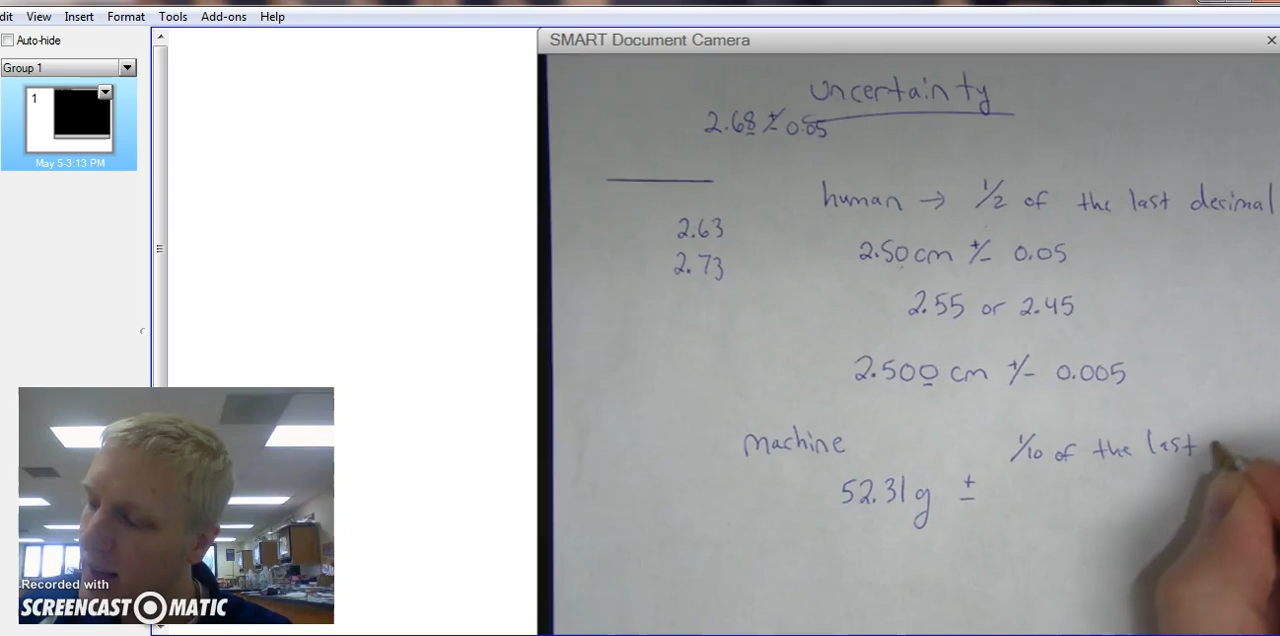 dit View Insert Format Tools Add-ons Help
Auto-hide
Group 1
1
May 5-3:13 PM
SMART Document Camera
uncertainty
2.68 +/- 0.05
human → 1/2 of the last decimal
2.63
2.73
2.50 cm +/- 0.05
2.55 or 2.45
2.500 cm +/- 0.005
machine
1/10 of the last
52.31 g ±
Recorded with
SCREENCAST-O-MATIC